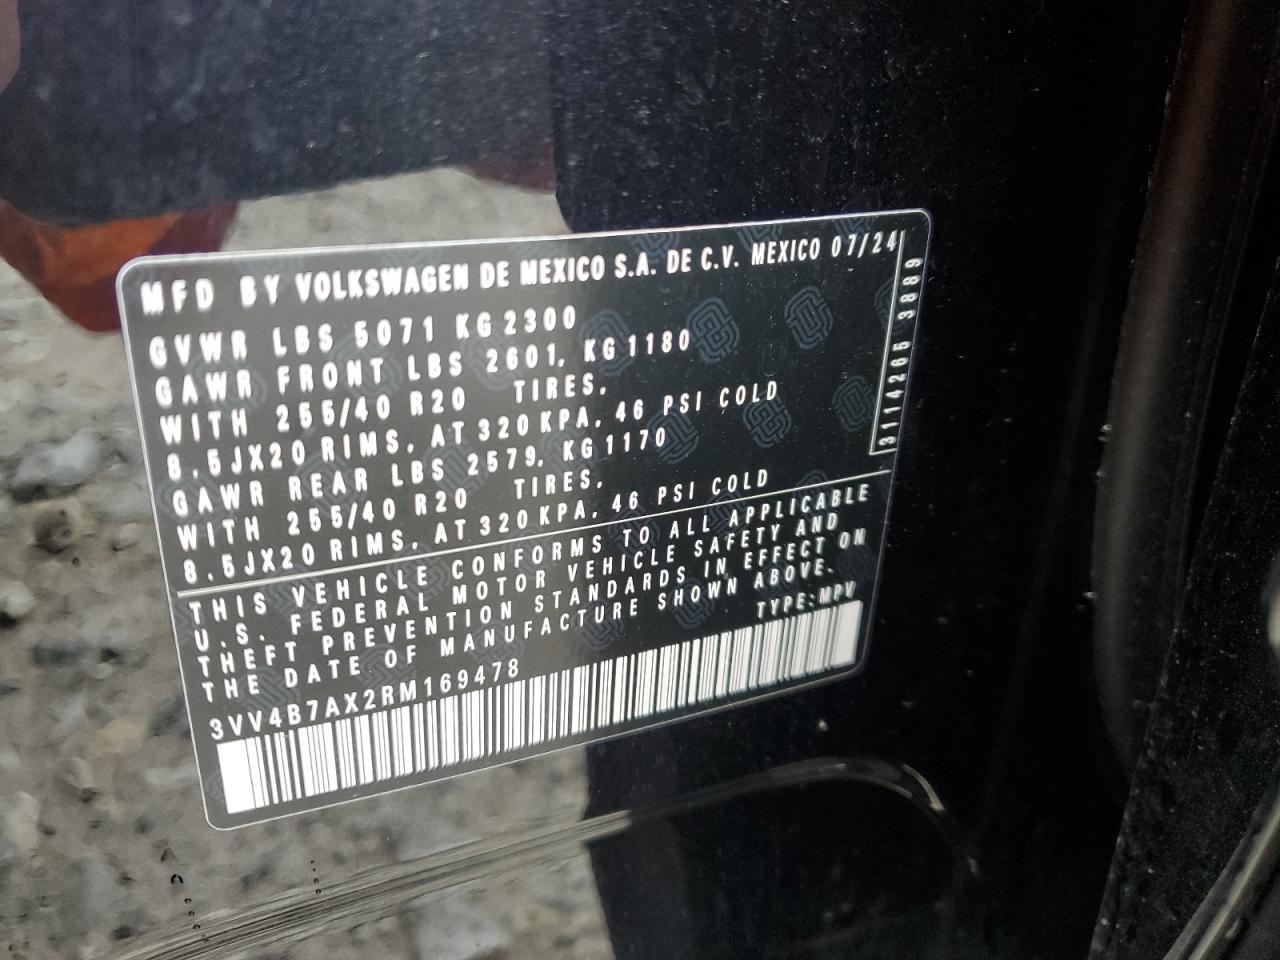 MFD BY VOLKSWAGEN DE MEXICO S.A. DE C.V. MEXICO 07/24
GVWR LBS 5071 KG 2300
GAWR FRONT LBS 2601, KG 1180
WITH 255/40 R20 TIRES.
8.5JX20 RIMS, AT 320 KPA, 46 PSI COLD
GAWR REAR LBS 2579, KG 1170
WITH 255/40 R20 TIRES.
8.5JX20 RIMS, AT 320 KPA, 46 PSI COLD
3114265 3889
THIS VEHICLE CONFORMS TO ALL APPLICABLE
U.S. FEDERAL MOTOR VEHICLE SAFETY AND
THEFT PREVENTION STANDARDS IN EFFECT ON
THE DATE OF MANUFACTURE SHOWN ABOVE.
3VV4B7AX2RM169478 TYPE:MPV